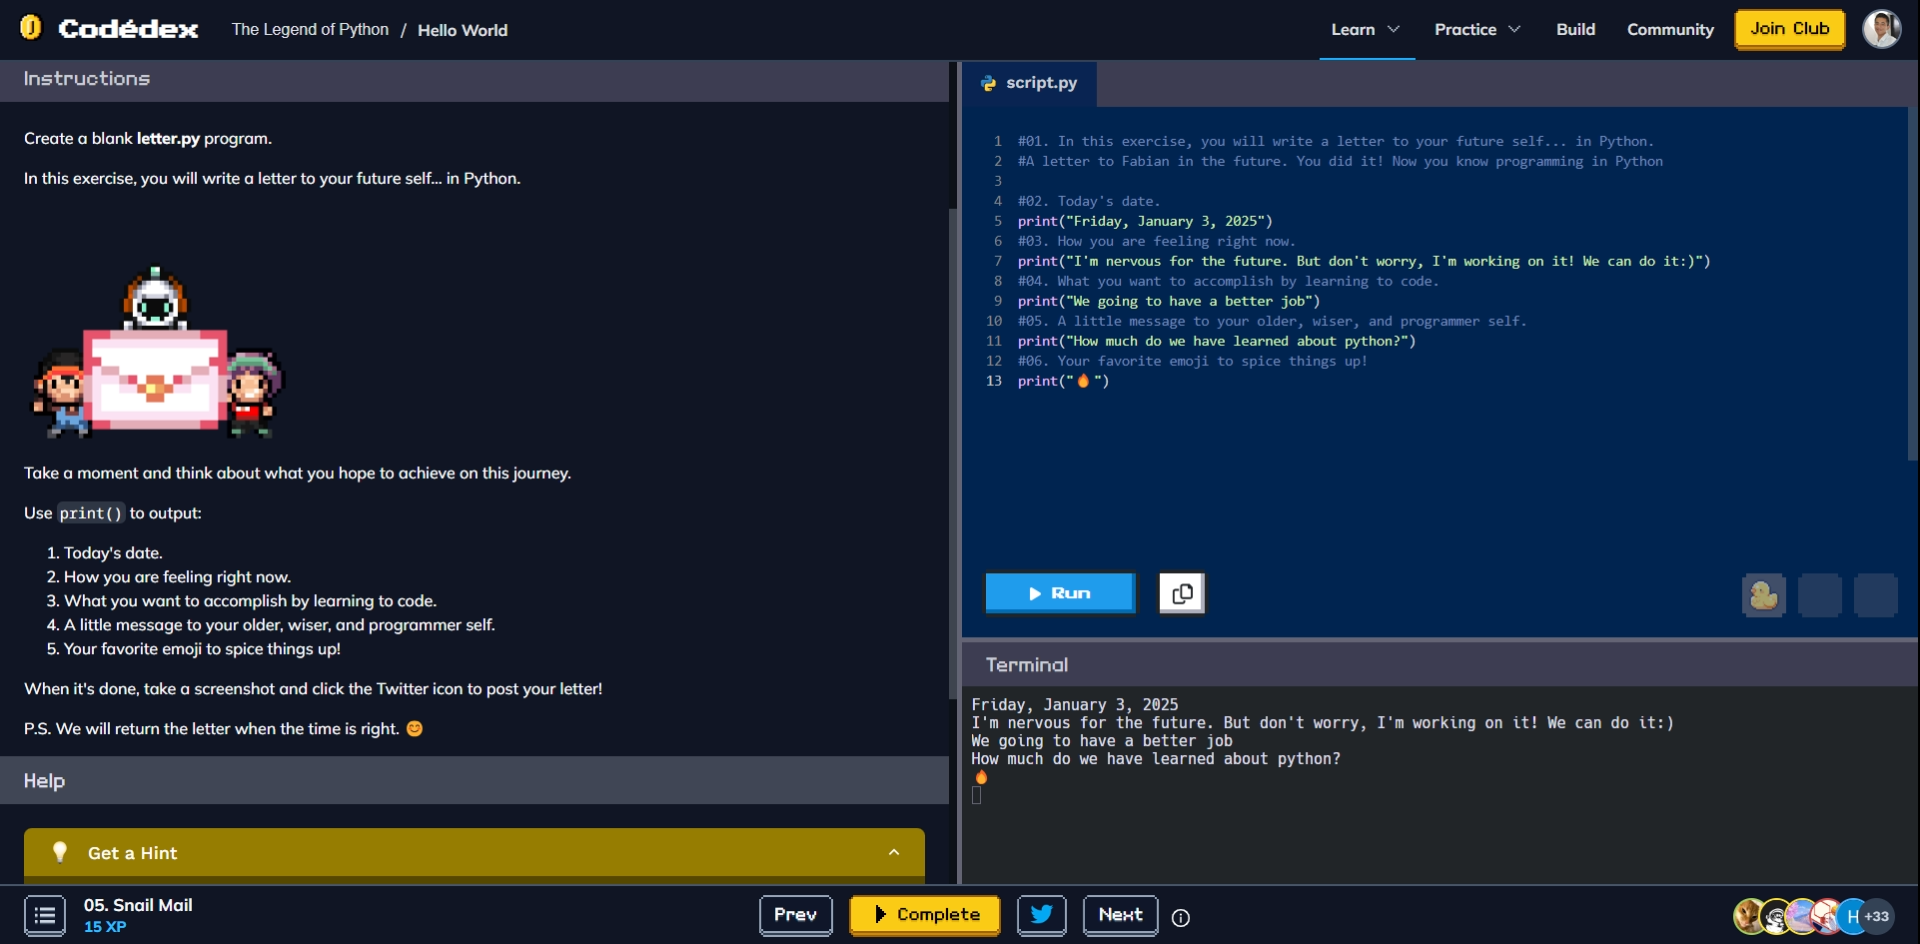 Codédex The Legend of Python / Hello World Learn Practice Build Community Join Club
Instructions
Create a blank letter.py program.
In this exercise, you will write a letter to your future self... in Python.
Take a moment and think about what you hope to achieve on this journey.
Use print() to output:
1. Today's date.
2. How you are feeling right now.
3. What you want to accomplish by learning to code.
4. A little message to your older, wiser, and programmer self.
5. Your favorite emoji to spice things up!
When it's done, take a screenshot and click the Twitter icon to post your letter!
P.S. We will return the letter when the time is right. 😊
Help
Get a Hint
script.py
1 #01. In this exercise, you will write a letter to your future self... in Python.
2 #A letter to Fabian in the future. You did it! Now you know programming in Python
3
4 #02. Today's date.
5 print("Friday, January 3, 2025")
6 #03. How you are feeling right now.
7 print("I'm nervous for the future. But don't worry, I'm working on it! We can do it:)")
8 #04. What you want to accomplish by learning to code.
9 print("We going to have a better job")
10 #05. A little message to your older, wiser, and programmer self.
11 print("How much do we have learned about python?")
12 #06. Your favorite emoji to spice things up!
13 print("🔥")
Run
Terminal
Friday, January 3, 2025
I'm nervous for the future. But don't worry, I'm working on it! We can do it:)
We going to have a better job
How much do we have learned about python?
🔥
05. Snail Mail
15 XP
Prev Complete Next H +33